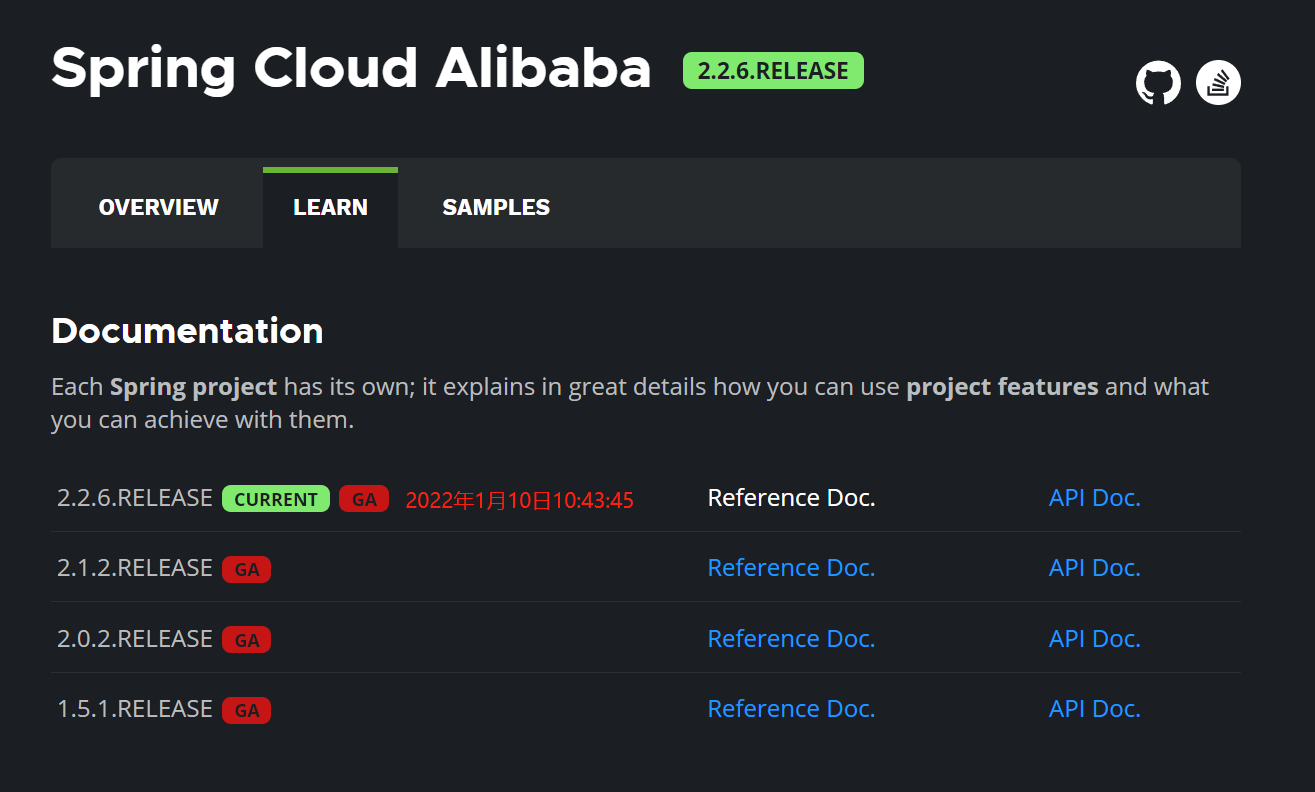 Spring Cloud Alibaba 2.2.6.RELEASE
OVERVIEW LEARN SAMPLES
Documentation
Each Spring project has its own; it explains in great details how you can use project features and what
you can achieve with them.
2.2.6.RELEASE CURRENT GA 2022年1月10日10:43:45 Reference Doc. API Doc.
2.1.2.RELEASE GA Reference Doc. API Doc.
2.0.2.RELEASE GA Reference Doc. API Doc.
1.5.1.RELEASE GA Reference Doc. API Doc.